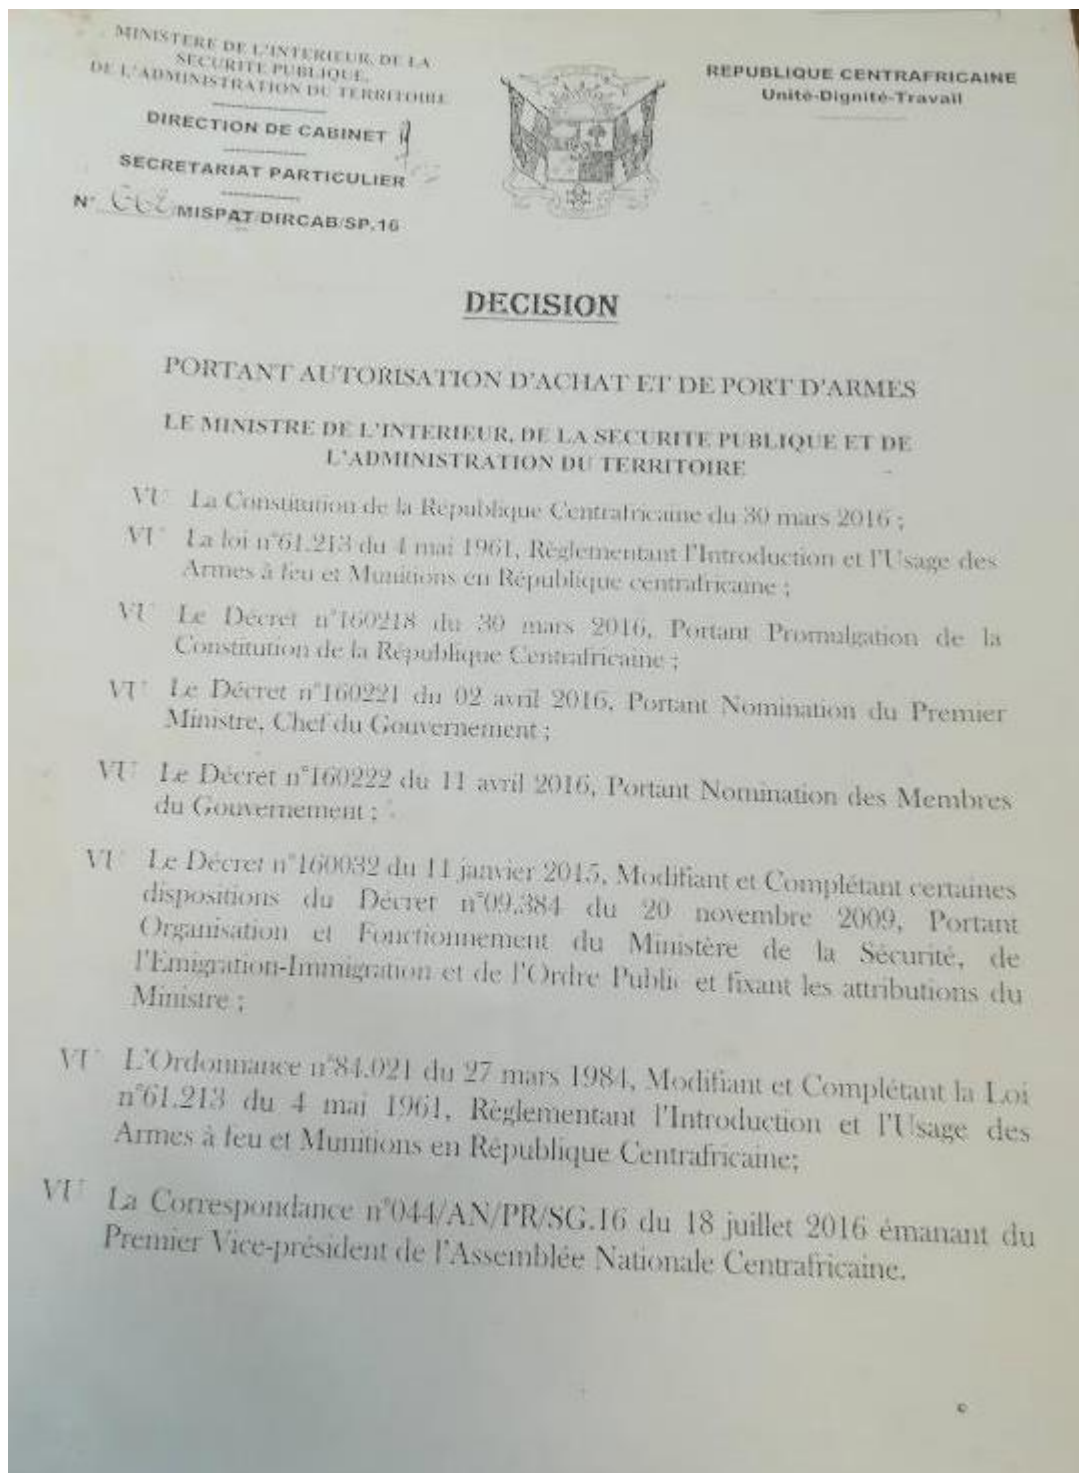 MINISTERE DE L'INTERIEUR, DE LA
SECURITE PUBLIQUE,
DE L'ADMINISTRATION DU TERRITOIRE
DIRECTION DE CABINET
SECRETARIAT PARTICULIER
N° /MISPAT/DIRCAB/SP.16
REPUBLIQUE CENTRAFRICAINE
Unité-Dignité-Travail
DECISION
PORTANT AUTORISATION D'ACHAT ET DE PORT D'ARMES
LE MINISTRE DE L'INTERIEUR, DE LA SECURITE PUBLIQUE ET DE
L'ADMINISTRATION DU TERRITOIRE
VU La Constitution de la République Centrafricaine du 30 mars 2016 ;
VU La loi n°61.213 du 4 mai 1961, Règlementant l'Introduction et l'Usage des
Armes à feu et Munitions en République centrafricaine ;
VU Le Décret n°160218 du 30 mars 2016, Portant Promulgation de la
Constitution de la République Centrafricaine ;
VU Le Décret n°160221 du 02 avril 2016, Portant Nomination du Premier
Ministre, Chef du Gouvernement ;
VU Le Décret n°160222 du 11 avril 2016, Portant Nomination des Membres
du Gouvernement ;
VU Le Décret n°160032 du 11 janvier 2015, Modifiant et Complétant certaines
dispositions du Décret n°09.384 du 20 novembre 2009, Portant
Organisation et Fonctionnement du Ministère de la Sécurité, de
l'Emigration-Immigration et de l'Ordre Public et fixant les attributions du
Ministre ;
VU L'Ordonnance n°84.021 du 27 mars 1984, Modifiant et Complétant la Loi
n°61.213 du 4 mai 1961, Règlementant l'Introduction et l'Usage des
Armes à feu et Munitions en République Centrafricaine;
VU La Correspondance n°044/AN/PR/SG.16 du 18 juillet 2016 émanant du
Premier Vice-président de l'Assemblée Nationale Centrafricaine.